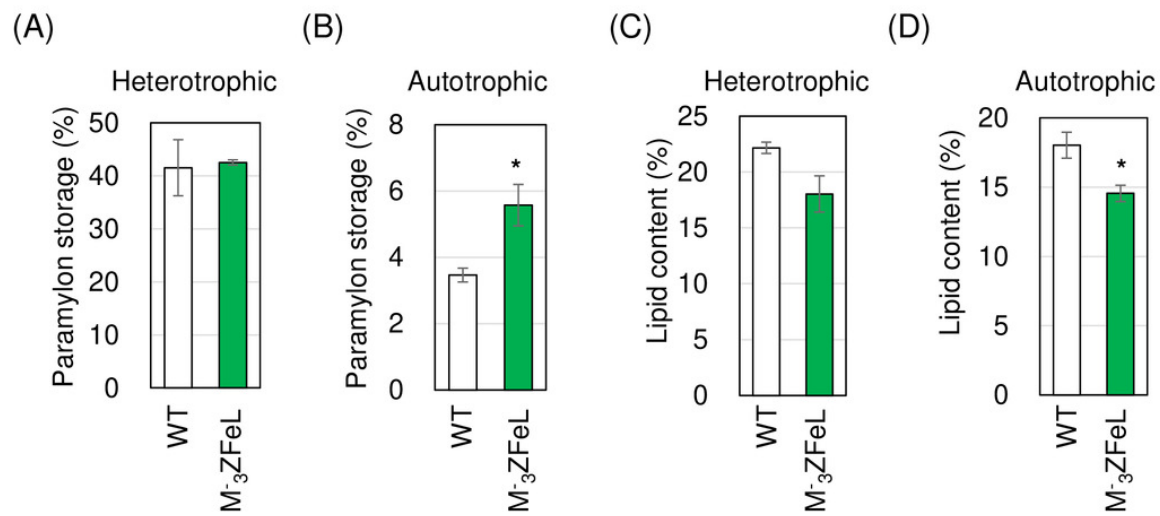 (A)
Heterotrophic
Paramylon storage (%)
50
40
30
20
10
0
WT
M⁻₃ZFeL
(B)
Autotrophic
Paramylon storage (%)
8
6
4
2
0
*
WT
M⁻₃ZFeL
(C)
Heterotrophic
Lipid content (%)
25
20
15
10
5
0
WT
M⁻₃ZFeL
(D)
Autotrophic
Lipid content (%)
20
15
10
5
0
*
WT
M⁻₃ZFeL